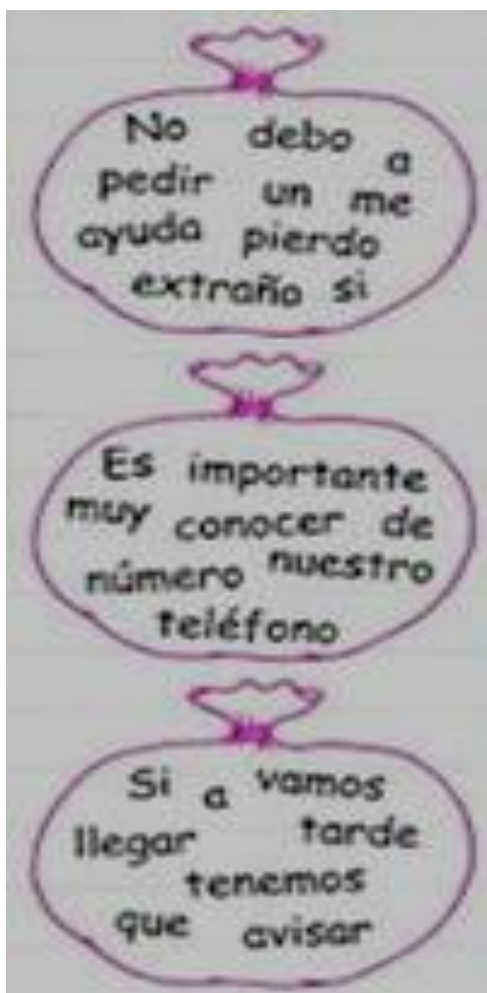 No debo a
pedir un me
ayuda pierdo
extraño si
Es importante
muy conocer de
número nuestro
teléfono
Si a vamos
llegar tarde
tenemos
que avisar